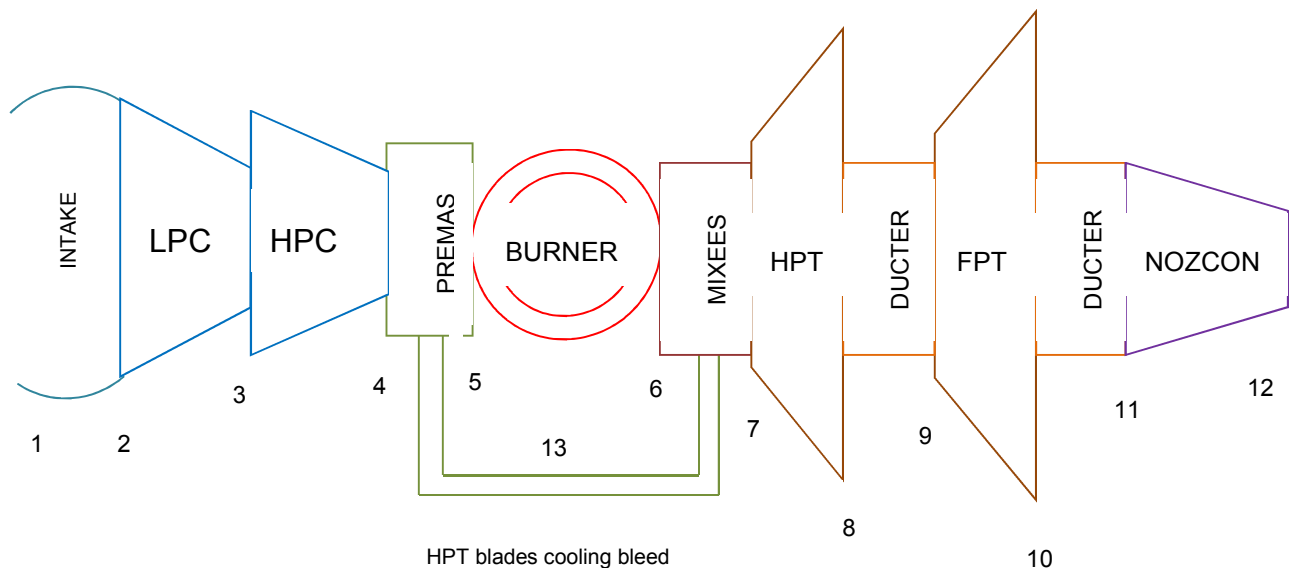 INTAKE
LPC
HPC
PREMAS
BURNER
MIXEES
HPT
DUCTER
FPT
DUCTER
NOZCON
1
2
3
4
5
6
7
8
9
10
11
12
13
HPT blades cooling bleed